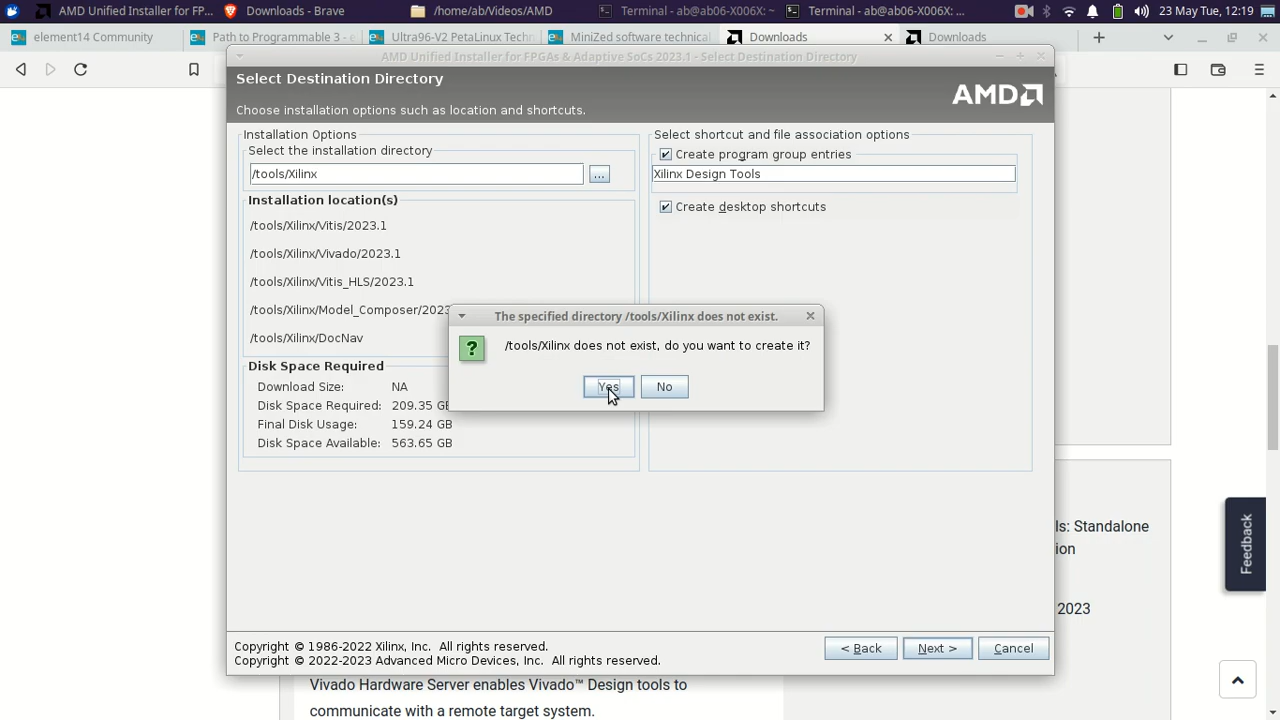 AMD Unified Installer for FP...
Downloads - Brave
/home/ab/Videos/AMD
Terminal - ab@ab06-X006X: ~
Terminal - ab@ab06-X006X: ...
23 May Tue, 12:19
element14 Community
Path to Programmable 3 - e
Ultra96-V2 PetaLinux Techn
MiniZed software technical
Downloads
Downloads
AMD Unified Installer for FPGAs & Adaptive SoCs 2023.1 - Select Destination Directory
Select Destination Directory
Choose installation options such as location and shortcuts.
AMD
Installation Options
Select the installation directory
/tools/Xilinx
...
Installation location(s)
/tools/Xilinx/Vitis/2023.1
/tools/Xilinx/Vivado/2023.1
/tools/Xilinx/Vitis_HLS/2023.1
/tools/Xilinx/Model_Composer/2023
/tools/Xilinx/DocNav
Disk Space Required
Download Size: NA
Disk Space Required: 209.35 GB
Final Disk Usage: 159.24 GB
Disk Space Available: 563.65 GB
Select shortcut and file association options
Create program group entries
Xilinx Design Tools
Create desktop shortcuts
The specified directory /tools/Xilinx does not exist.
?
/tools/Xilinx does not exist, do you want to create it?
Yes
No
Copyright © 1986-2022 Xilinx, Inc. All rights reserved.
Copyright © 2022-2023 Advanced Micro Devices, Inc. All rights reserved.
< Back
Next >
Cancel
ls: Standalone
ion
2023
Feedback
Vivado Hardware Server enables Vivado™ Design tools to
communicate with a remote target system.